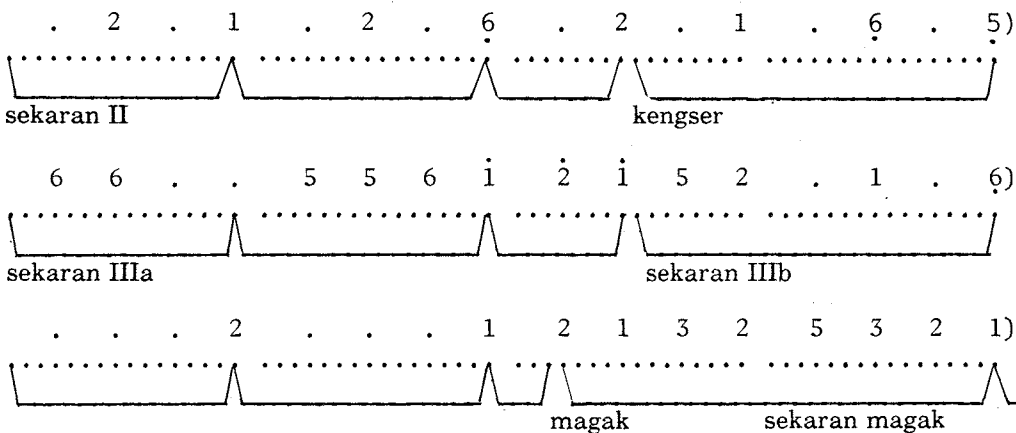 . 2 . 1 . 2 . 6̣ . 2 . 1 . 6̣ . 5̣)
sekaran II kengser
6 6 . . 5 5 6 1̇ 2̇ 1̇ 5 2 . 1 . 6̣)
sekaran IIIa sekaran IIIb
. . . 2 . . . 1 2 1 3 2 5 3 2 1)
magak sekaran magak